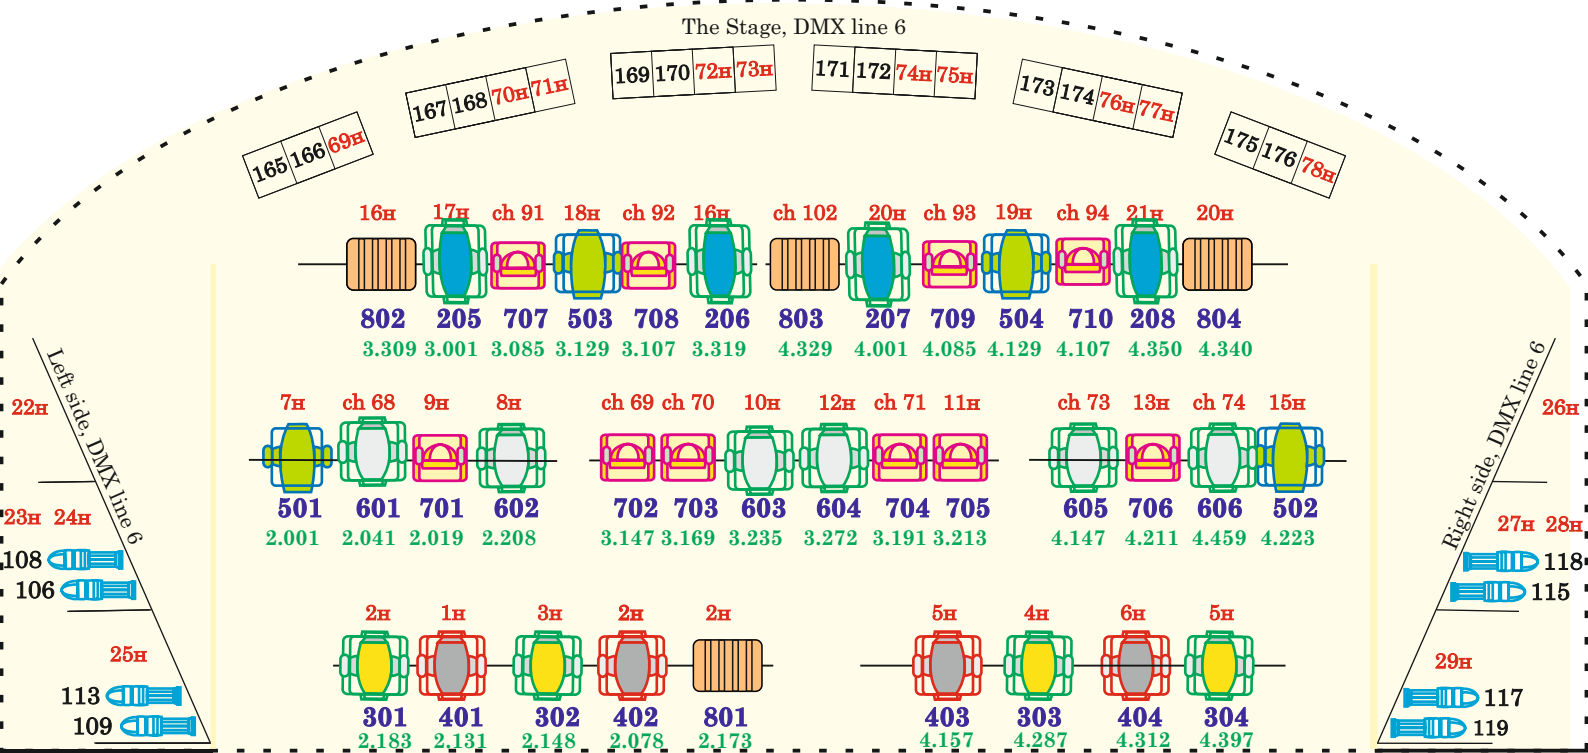 The Stage, DMX line 6
165 166 69н
167 168 70н 71н
169 170 72н 73н
171 172 74н 75н
173 174 76н 77н
175 176 78н
16н 17н ch 91 18н ch 92 16н ch 102 20н ch 93 19н ch 94 21н 20н
802 205 707 503 708 206 803 207 709 504 710 208 804
3.309 3.001 3.085 3.129 3.107 3.319 4.329 4.001 4.085 4.129 4.107 4.350 4.340
Left side, DMX line 6
Right side, DMX line 6
22н
26н
7н ch 68 9н 8н ch 69 ch 70 10н 12н ch 71 11н ch 73 13н ch 74 15н
501 601 701 602 702 703 603 604 704 705 605 706 606 502
2.001 2.041 2.019 2.208 3.147 3.169 3.235 3.272 3.191 3.213 4.147 4.211 4.459 4.223
23н 24н
108
106
27н 28н
118
115
2н 1н 3н 2н 2н 5н 4н 6н 5н
301 401 302 402 801 403 303 404 304
2.183 2.131 2.148 2.078 2.173 4.157 4.287 4.312 4.397
25н
113
109
29н
117
119